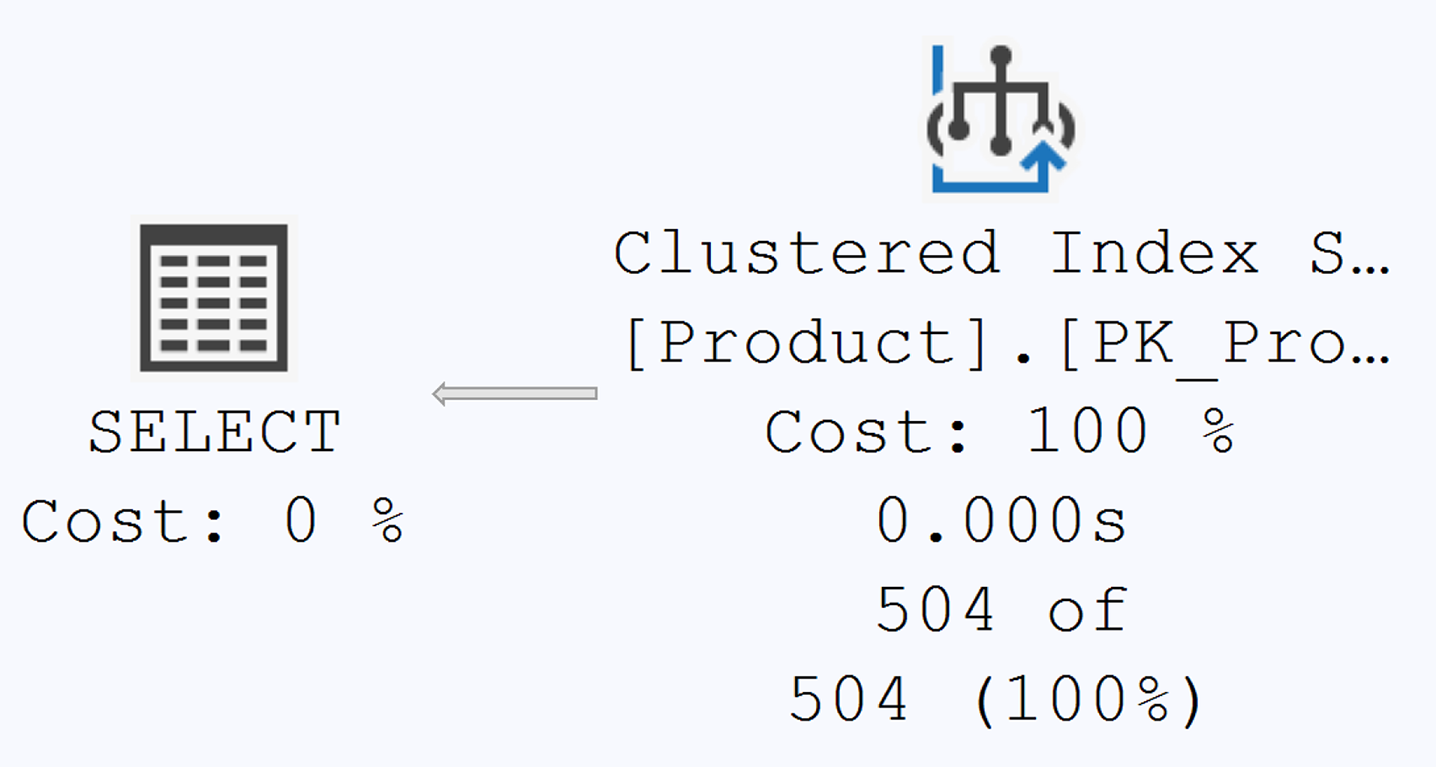 SELECT
Cost: 0 %
Clustered Index S…
[Product].[PK_Pro…
Cost: 100 %
0.000s
504 of
504 (100%)